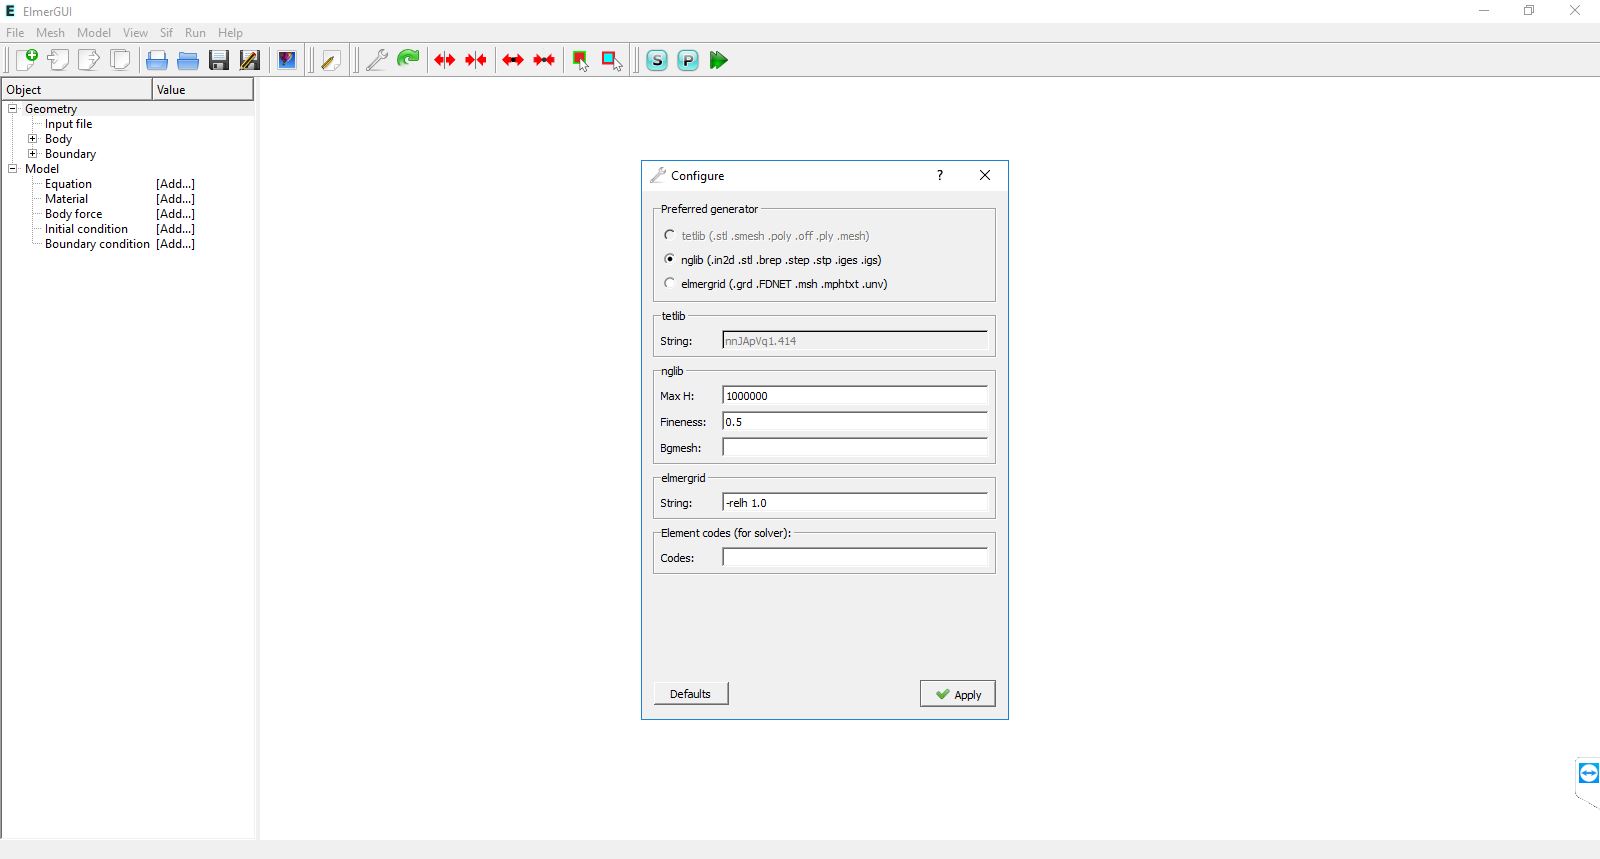 E ElmerGUI
File Mesh Model View Sif Run Help
S P
Object Value
Geometry
Input file
Body
Boundary
Model
Equation [Add...]
Material [Add...]
Body force [Add...]
Initial condition [Add...]
Boundary condition [Add...]
Configure ?
Preferred generator
tetlib (.stl .smesh .poly .off .ply .mesh)
nglib (.in2d .stl .brep .step .stp .iges .igs)
elmergrid (.grd .FDNET .msh .mphtxt .unv)
tetlib
String: nnJApVq1.414
nglib
Max H: 1000000
Fineness: 0.5
Bgmesh:
elmergrid
String: -relh 1.0
Element codes (for solver):
Codes:
Defaults Apply